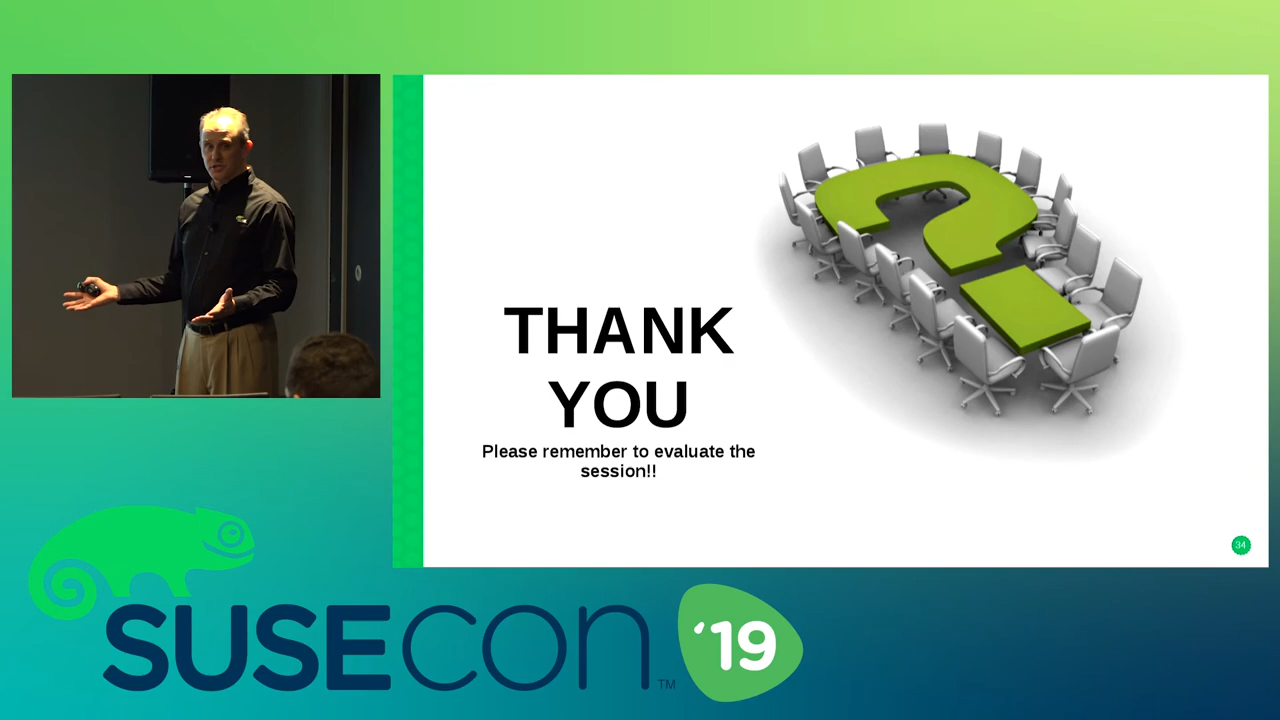 THANK
YOU
Please remember to evaluate the
session!!
34
SUSECON TM '19